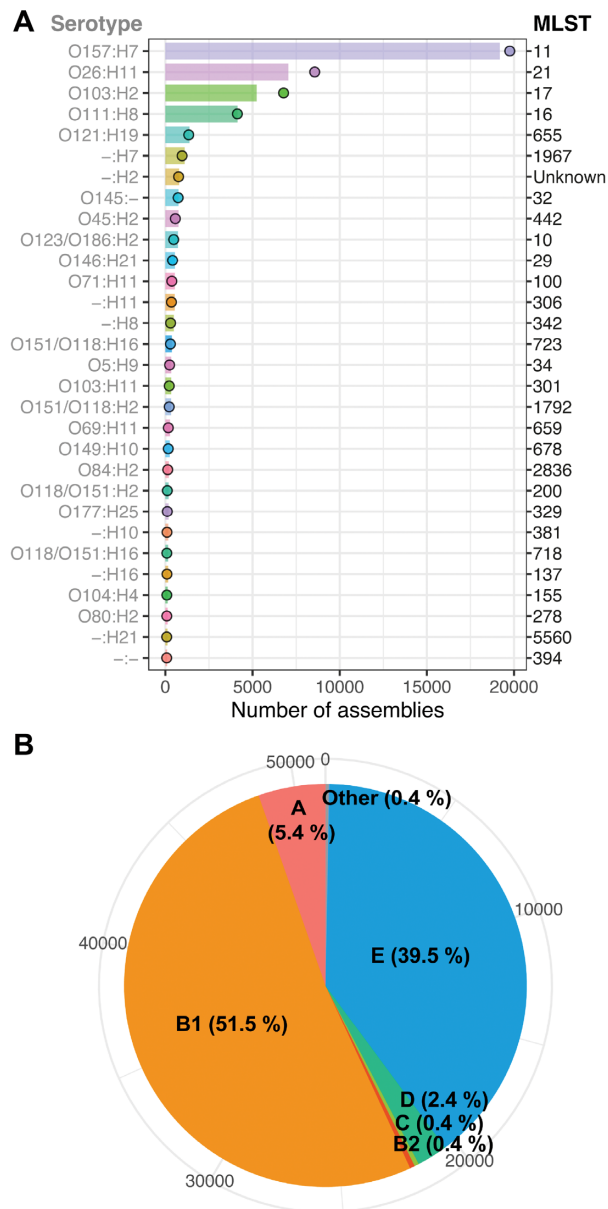 A Serotype MLST
O157:H7 11
O26:H11 21
O103:H2 17
O111:H8 16
O121:H19 655
–:H7 1967
–:H2 Unknown
O145:– 32
O45:H2 442
O123/O186:H2 10
O146:H21 29
O71:H11 100
–:H11 306
–:H8 342
O151/O118:H16 723
O5:H9 34
O103:H11 301
O151/O118:H2 1792
O69:H11 659
O149:H10 678
O84:H2 2836
O118/O151:H2 200
O177:H25 329
–:H10 381
O118/O151:H16 718
–:H16 137
O104:H4 155
O80:H2 278
–:H21 5560
–:– 394
0 5000 10000 15000 20000
Number of assemblies
B
50000 0
Other (0.4 %)
A
(5.4 %)
10000
40000
E (39.5 %)
B1 (51.5 %)
D (2.4 %)
C (0.4 %)
B2 (0.4 %)
20000
30000